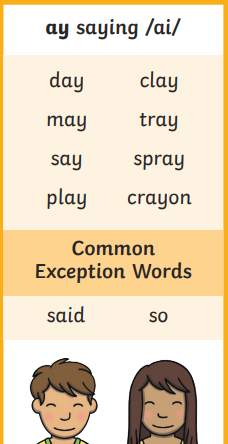 ay saying /ai/
day clay
may tray
say spray
play crayon
Common
Exception Words
said so